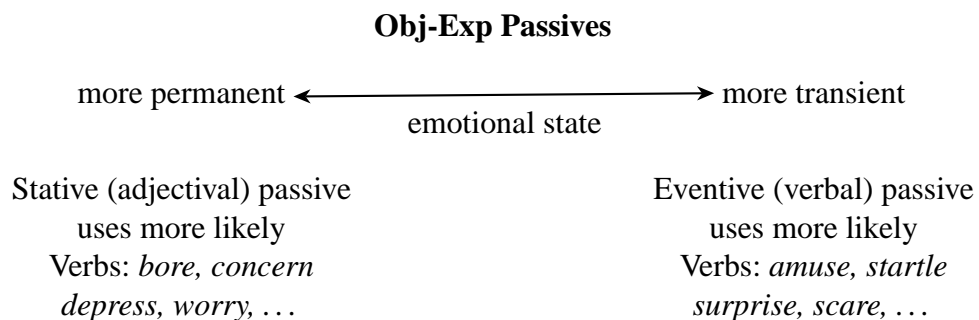 Obj-Exp Passives
more permanent
more transient
emotional state
Stative (adjectival) passive
uses more likely
Verbs: bore, concern
depress, worry, . . .
Eventive (verbal) passive
uses more likely
Verbs: amuse, startle
surprise, scare, . . .